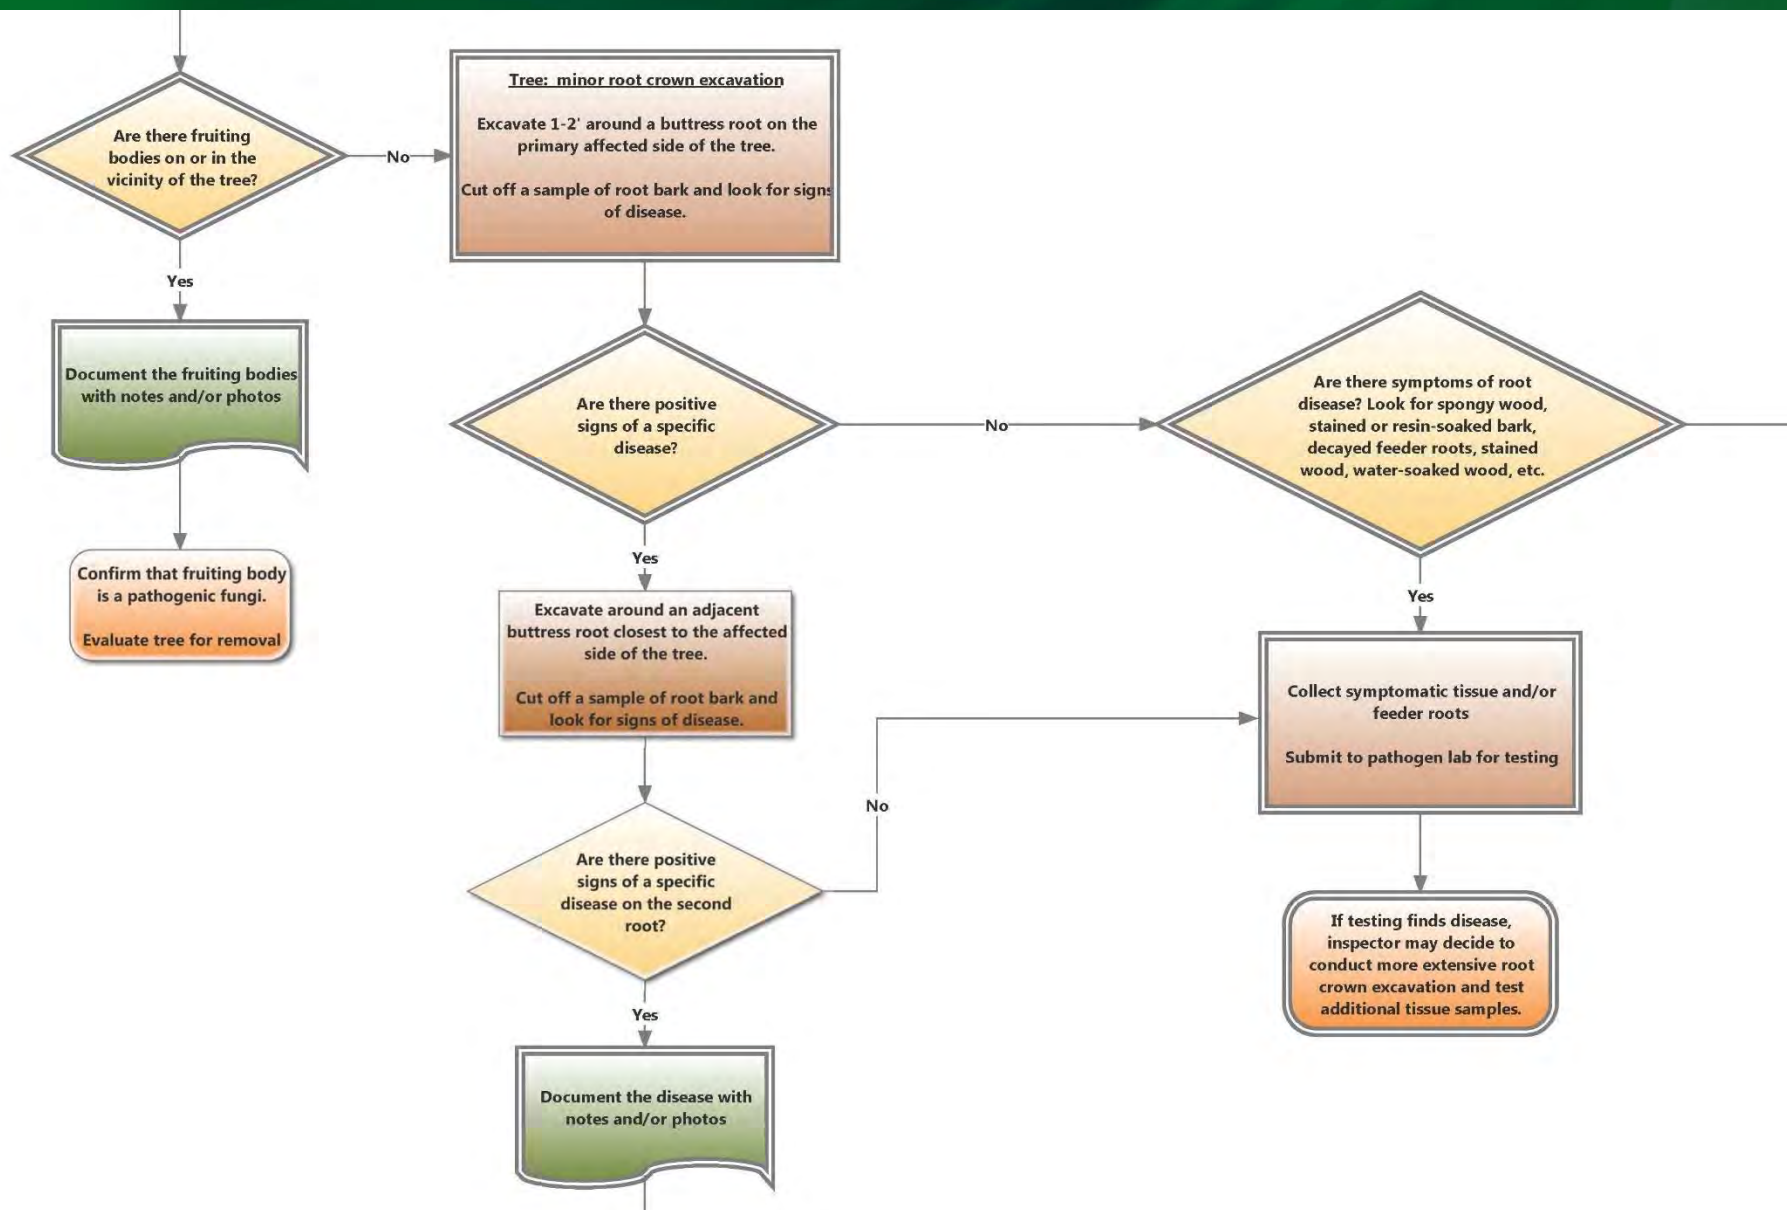 Are there fruiting
bodies on or in the
vicinity of the tree?
No
Tree:  minor root crown excavation
Excavate 1-2' around a buttress root on the
primary affected side of the tree.
Cut off a sample of root bark and look for signs
of disease.
Yes
Document the fruiting bodies
with notes and/or photos
Confirm that fruiting body
is a pathogenic fungi.
Evaluate tree for removal
Are there positive
signs of a specific
disease?
No
Are there symptoms of root
disease? Look for spongy wood,
stained or resin-soaked bark,
decayed feeder roots, stained
wood, water-soaked wood, etc.
Yes
Excavate around an adjacent
buttress root closest to the affected
side of the tree.
Cut off a sample of root bark and
look for signs of disease.
Yes
Collect symptomatic tissue and/or
feeder roots
Submit to pathogen lab for testing
No
Are there positive
signs of a specific
disease on the second
root?
If testing finds disease,
inspector may decide to
conduct more extensive root
crown excavation and test
additional tissue samples.
Yes
Document the disease with
notes and/or photos